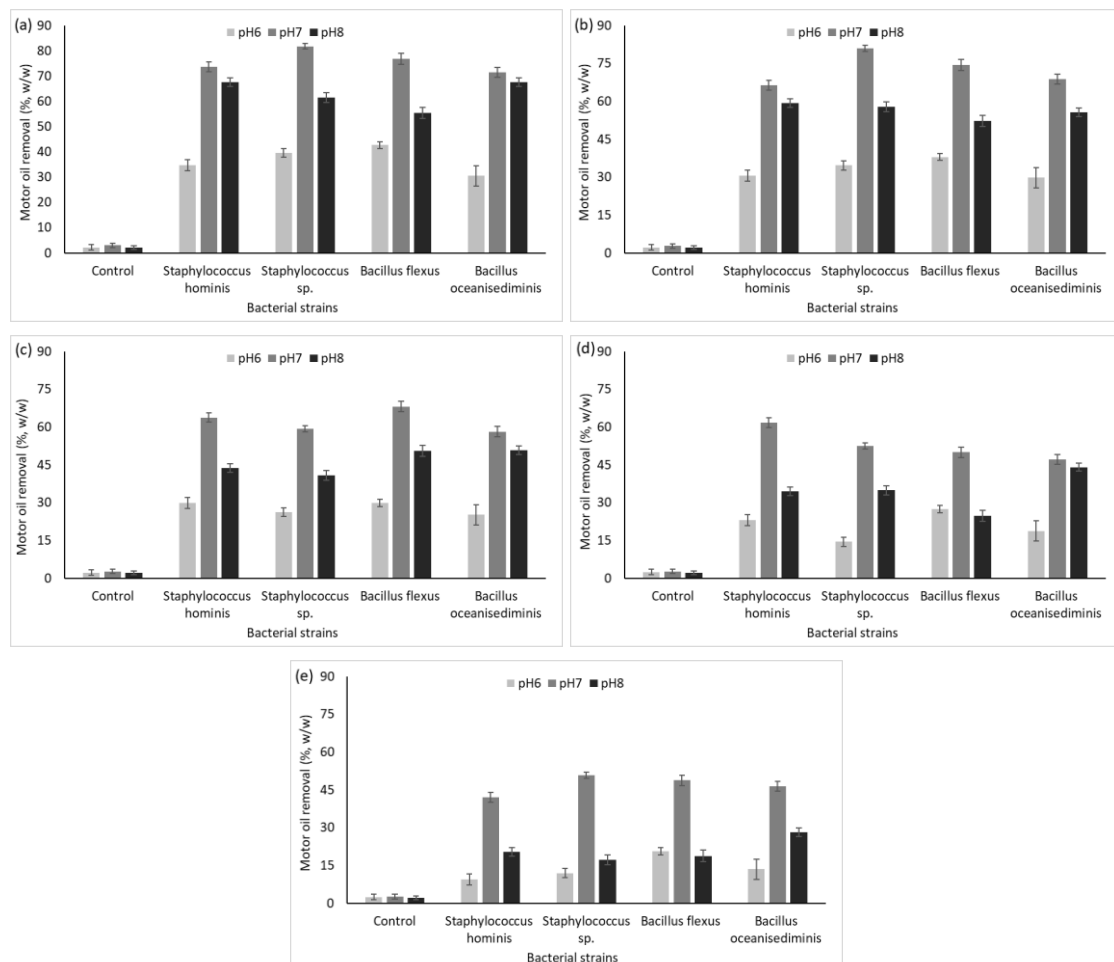 (a)
pH6 pH7 pH8
Motor oil removal (%, w/w)
90
80
70
60
50
40
30
20
10
0
Control
Staphylococcus
hominis
Staphylococcus
sp.
Bacillus flexus
Bacillus
oceanisediminis
Bacterial strains
(b)
pH6 pH7 pH8
Motor oil removal (%, w/w)
90
75
60
45
30
15
0
Control
Staphylococcus
hominis
Staphylococcus
sp.
Bacillus flexus
Bacillus
oceanisediminis
Bacterial strains
(c)
pH6 pH7 pH8
Motor oil removal (%, w/w)
90
75
60
45
30
15
0
Control
Staphylococcus
hominis
Staphylococcus
sp.
Bacillus flexus
Bacillus
oceanisediminis
Bacterial strains
(d)
pH6 pH7 pH8
Motor oil removal (%, w/w)
90
75
60
45
30
15
0
Control
Staphylococcus
hominis
Staphylococcus
sp.
Bacillus flexus
Bacillus
oceanisediminis
Bacterial strains
(e)
pH6 pH7 pH8
Motor oil removal (%, w/w)
90
75
60
45
30
15
0
Control
Staphylococcus
hominis
Staphylococcus
sp.
Bacillus flexus
Bacillus
oceanisediminis
Bacterial strains